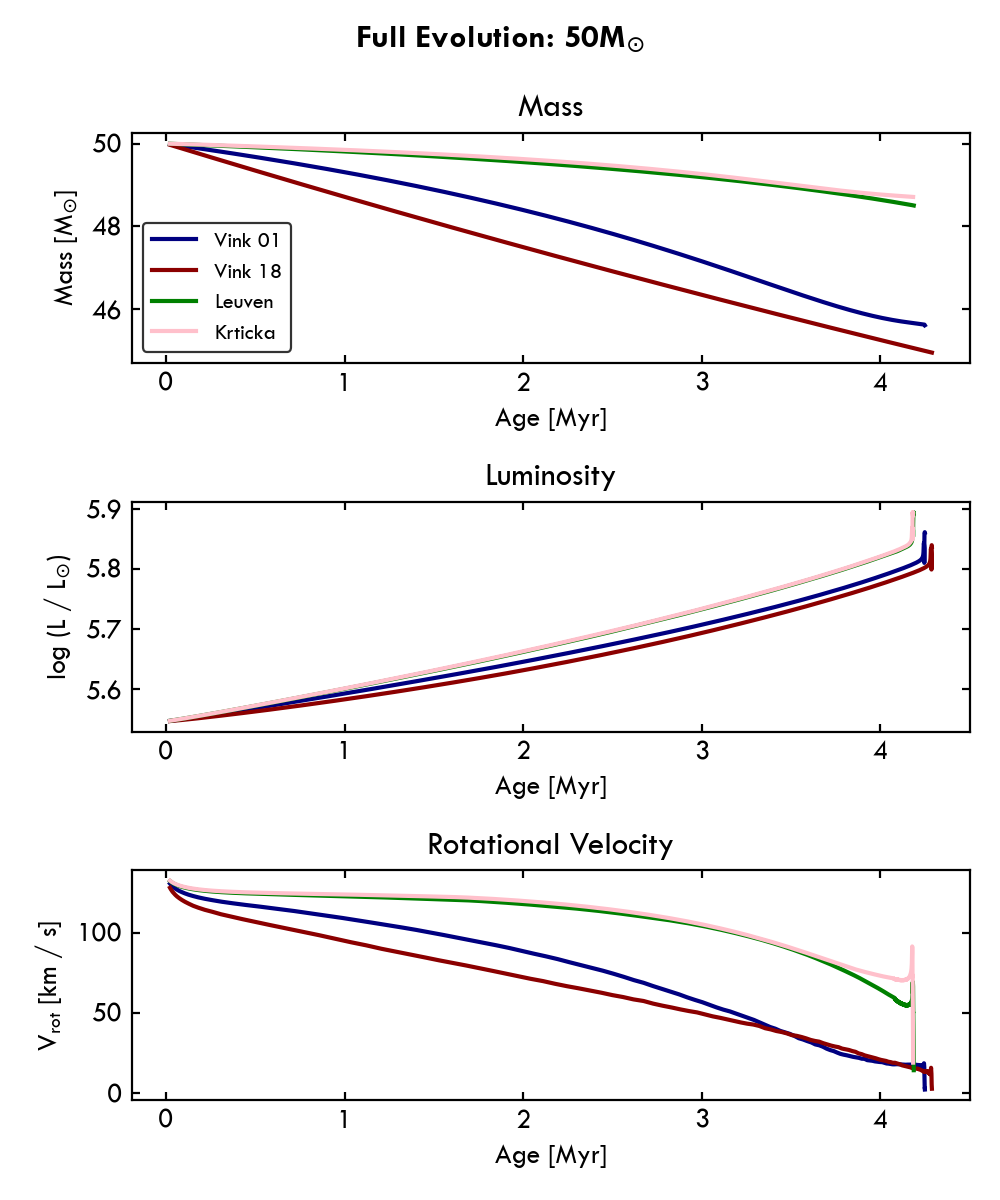 Full Evolution: 50M⊙
Mass
50
48
46
Mass [M⊙]
Vink 01
Vink 18
Leuven
Krticka
0 1 2 3 4
Age [Myr]
Luminosity
5.9
5.8
5.7
5.6
log (L / L⊙)
0 1 2 3 4
Age [Myr]
Rotational Velocity
100
50
0
Vrot [km / s]
0 1 2 3 4
Age [Myr]